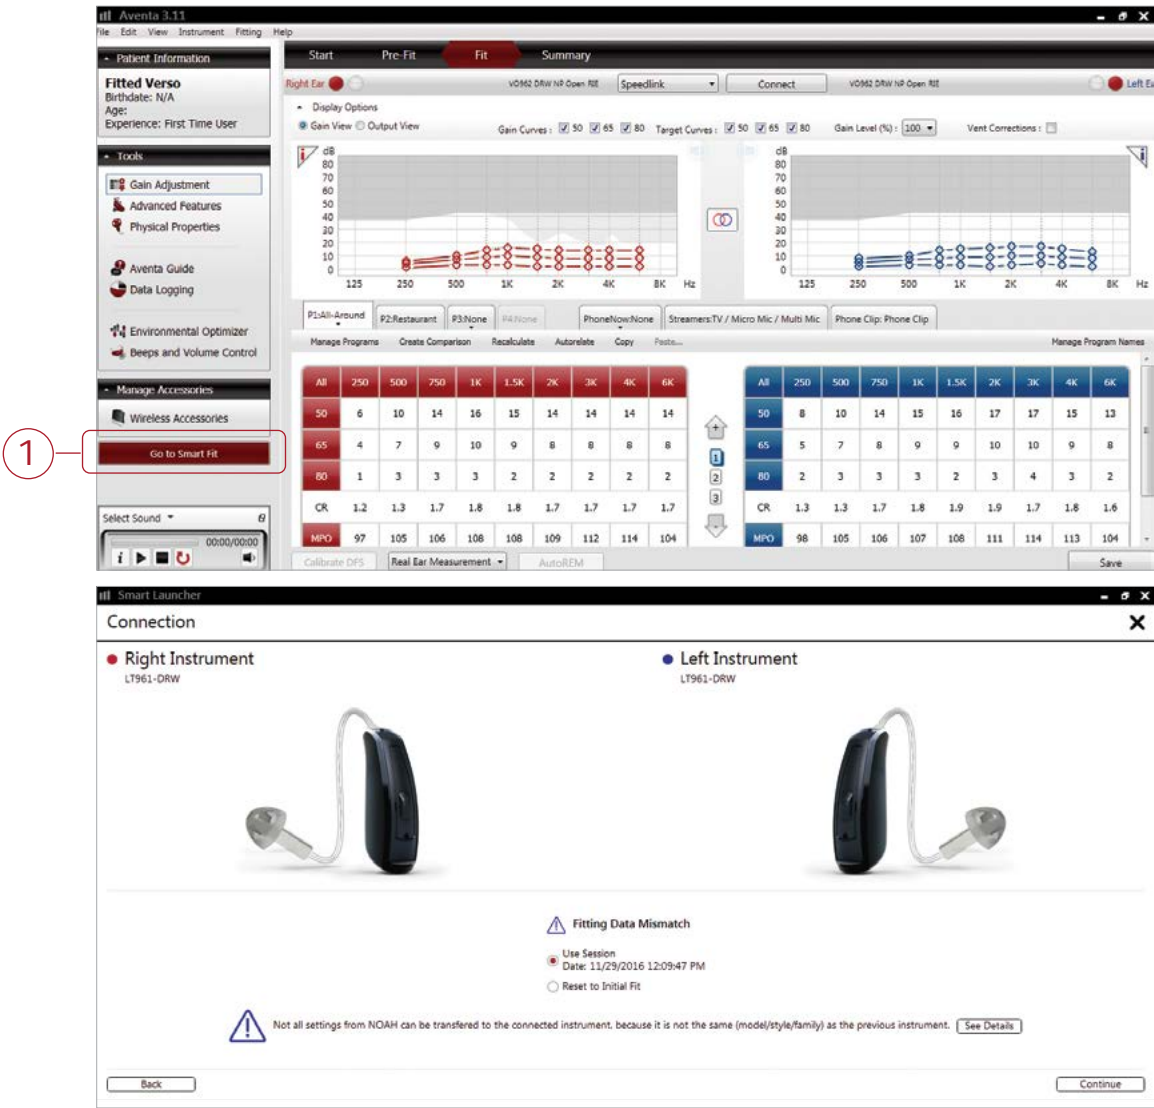 Aventa 3.11
File Edit View Instrument Fitting Help
Patient Information
Fitted Verso
Birthdate: N/A
Age:
Experience: First Time User
Tools
Gain Adjustment
Advanced Features
Physical Properties
Aventa Guide
Data Logging
Environmental Optimizer
Beeps and Volume Control
Manage Accessories
Wireless Accessories
1
Go to Smart Fit
Select Sound
00:00/00:00
Start Pre-Fit Fit Summary
Right Ear VO962 DRW NP Open RIE Speedlink Connect VO962 DRW NP Open RIE Left Ea
Display Options
Gain View Output View Gain Curves : 50 65 80 Target Curves : 50 65 80 Gain Level (%) : 100 Vent Corrections :
dB dB
80 80
70 70
60 60
50 50
40 40
30 30
20 20
10 10
0 0
125 250 500 1K 2K 4K 8K Hz 125 250 500 1K 2K 4K 8K Hz
P1:All-Around P2:Restaurant P3:None P4:None PhoneNow:None Streamers:TV / Micro Mic / Multi Mic Phone Clip: Phone Clip
Manage Programs Create Comparison Recalculate Autorelate Copy Paste... Manage Program Names
All 250 500 750 1K 1.5K 2K 3K 4K 6K All 250 500 750 1K 1.5K 2K 3K 4K 6K
50 6 10 14 16 15 14 14 14 14 50 8 10 14 15 16 17 17 15 13
65 4 7 9 10 9 8 8 8 8 1 65 5 7 8 9 9 10 10 9 8
80 1 3 3 3 2 2 2 2 2 2 80 2 3 3 3 2 3 4 3 2
CR 1.2 1.3 1.7 1.8 1.8 1.7 1.7 1.7 1.7 3 CR 1.3 1.3 1.7 1.8 1.9 1.9 1.7 1.8 1.6
MPO 97 105 106 108 108 109 112 114 104 MPO 98 105 106 107 108 111 114 113 104
Calibrate DFS Real Ear Measurement AutoREM Save
Smart Launcher
Connection
Right Instrument Left Instrument
LT961-DRW LT961-DRW
Fitting Data Mismatch
Use Session
Date: 11/29/2016 12:09:47 PM
Reset to Initial Fit
Not all settings from NOAH can be transfered to the connected instrument, because it is not the same (model/style/family) as the previous instrument. See Details
Back Continue